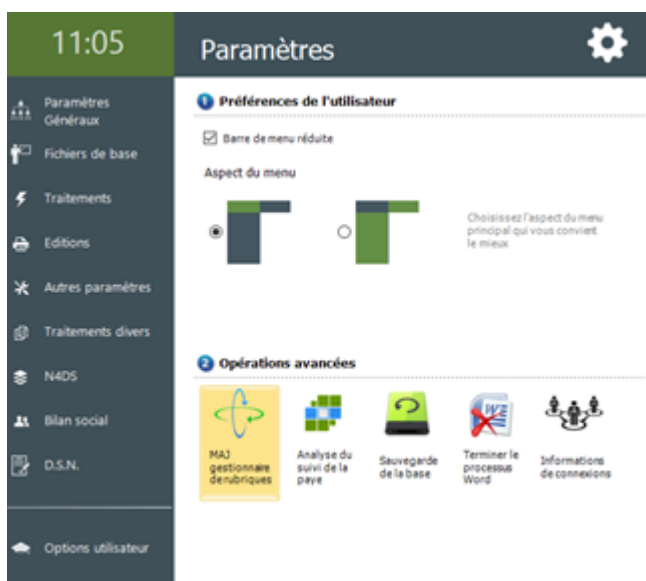 11:05
Paramètres
Paramètres
Généraux
Fichiers de base
Traitements
Editions
Autres paramètres
Traitements divers
N4DS
Bilan social
D.S.N.
Options utilisateur
1 Préférences de l'utilisateur
Barre de menu réduite
Aspect du menu
Choisissez l'aspect du menu
principal qui vous convient
le mieux
2 Opérations avancées
MAJ
gestionnaire
de rubriques
Analyse du
suivi de la
paye
Sauvegarde
de la base
Terminer le
processus
Word
Informations
de connexions